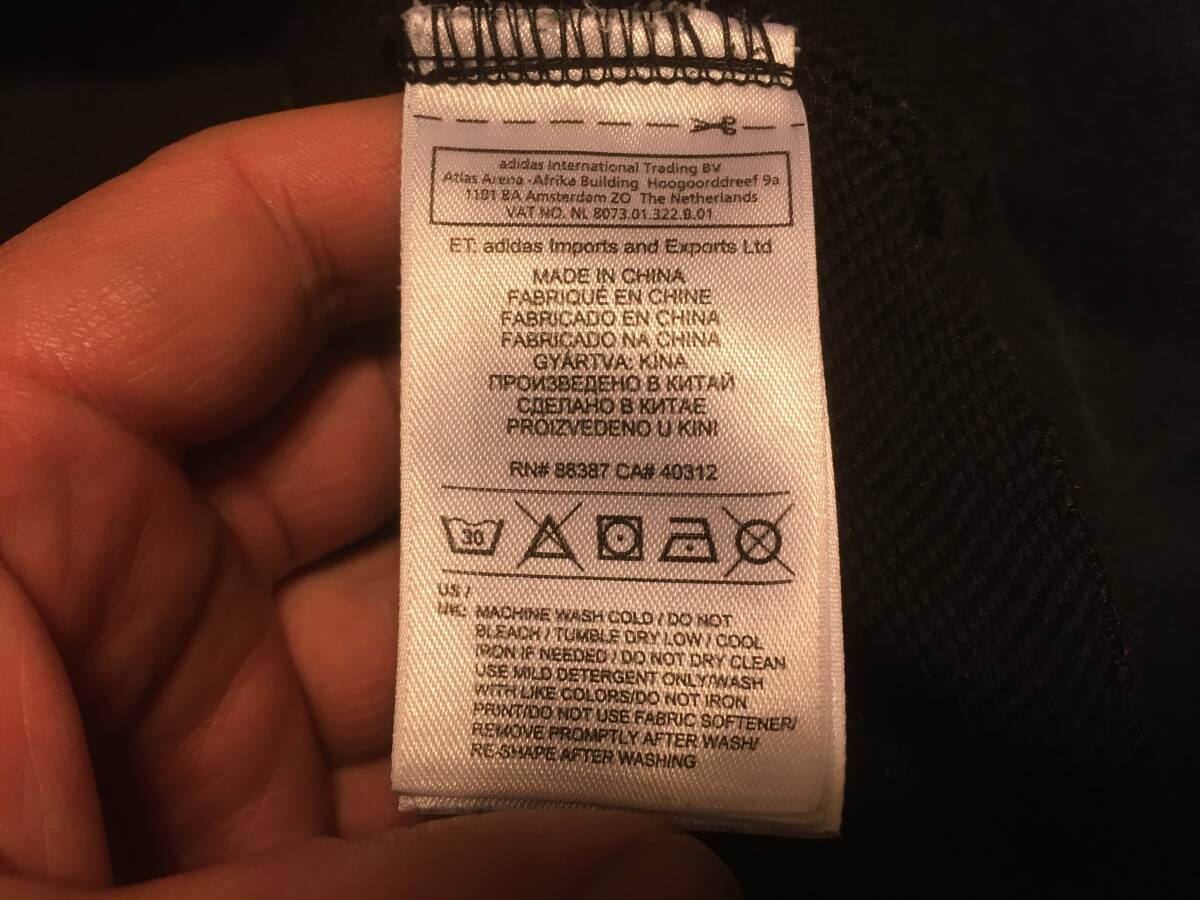 adidas International Trading BV
Atlas Arena -Afrika Building Hoogoorddreef 9a
1101 BA Amsterdam ZO The Netherlands
VAT NO. NL 8073.01.322.B.01
ET: adidas Imports and Exports Ltd
MADE IN CHINA
FABRIQUÉ EN CHINE
FABRICADO EN CHINA
FABRICADO NA CHINA
GYÁRTVA: KÍNA
ПРОИЗВЕДЕНО В КИТАЙ
СДЕЛАНО В КИТАЕ
PROIZVEDENO U KINI
RN# 88387 CA# 40312
30
US /
UK: MACHINE WASH COLD / DO NOT
BLEACH / TUMBLE DRY LOW / COOL
IRON IF NEEDED / DO NOT DRY CLEAN
USE MILD DETERGENT ONLY/WASH
WITH LIKE COLORS/DO NOT IRON
PRINT/DO NOT USE FABRIC SOFTENER/
REMOVE PROMPTLY AFTER WASH/
RE-SHAPE AFTER WASHING